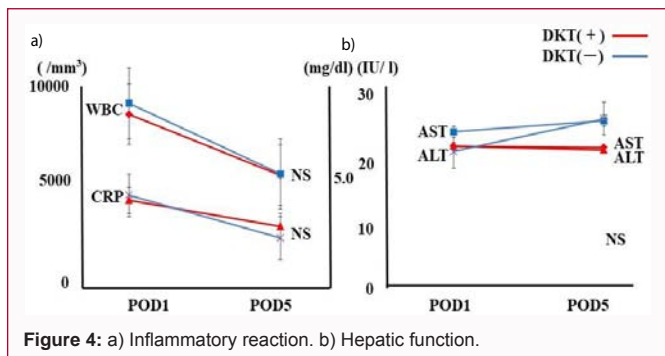 DKT(+)
DKT(−)
a)
b)
(/mm³)
(mg/dl) (IU/l)
10000
30
WBC
AST
AST
ALT
ALT
NS
20
5000
5.0
CRP
NS
10
NS
0
0
POD1 POD5
POD1 POD5
Figure 4: a) Inflammatory reaction. b) Hepatic function.